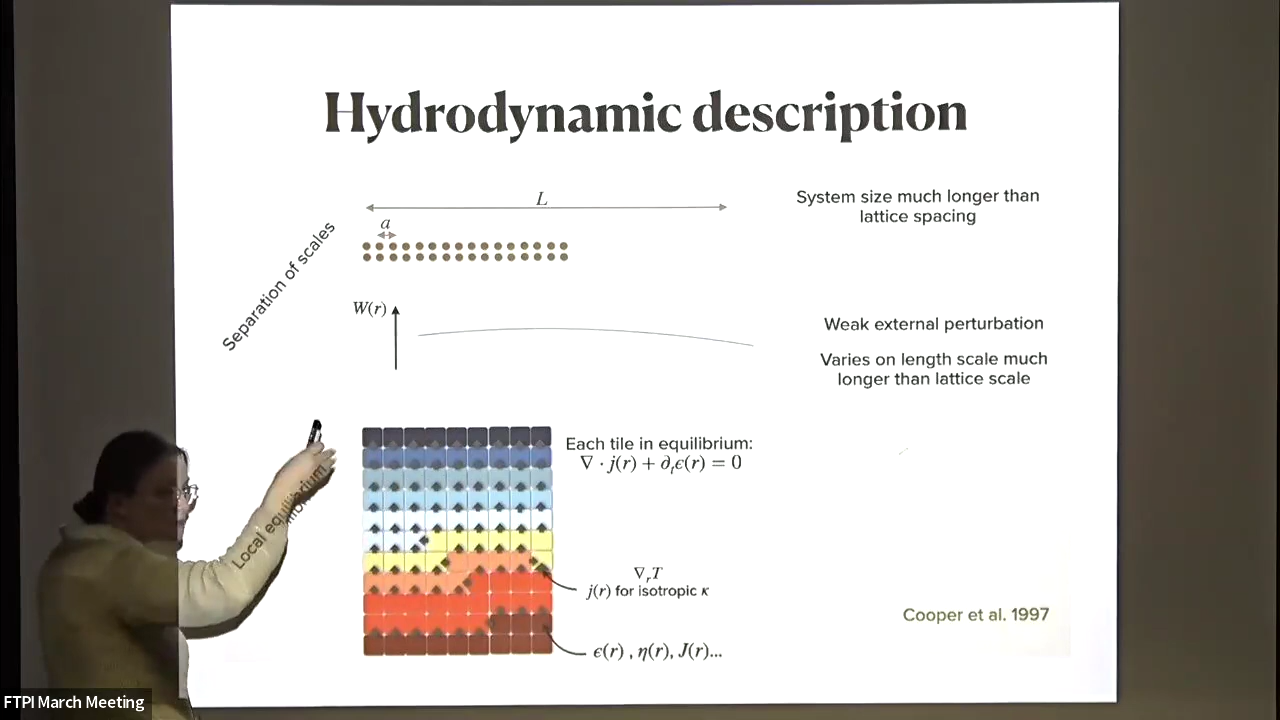 Hydrodynamic description
L
System size much longer than
lattice spacing
a
Separation of scales
W(r)
Weak external perturbation
Varies on length scale much
longer than lattice scale
Each tile in equilibrium:
∇ · j(r) + ∂ₜϵ(r) = 0
Local equilibrium
∇ᵣT
j(r) for isotropic κ
Cooper et al. 1997
ϵ(r) , η(r), J(r)...
FTPI March Meeting